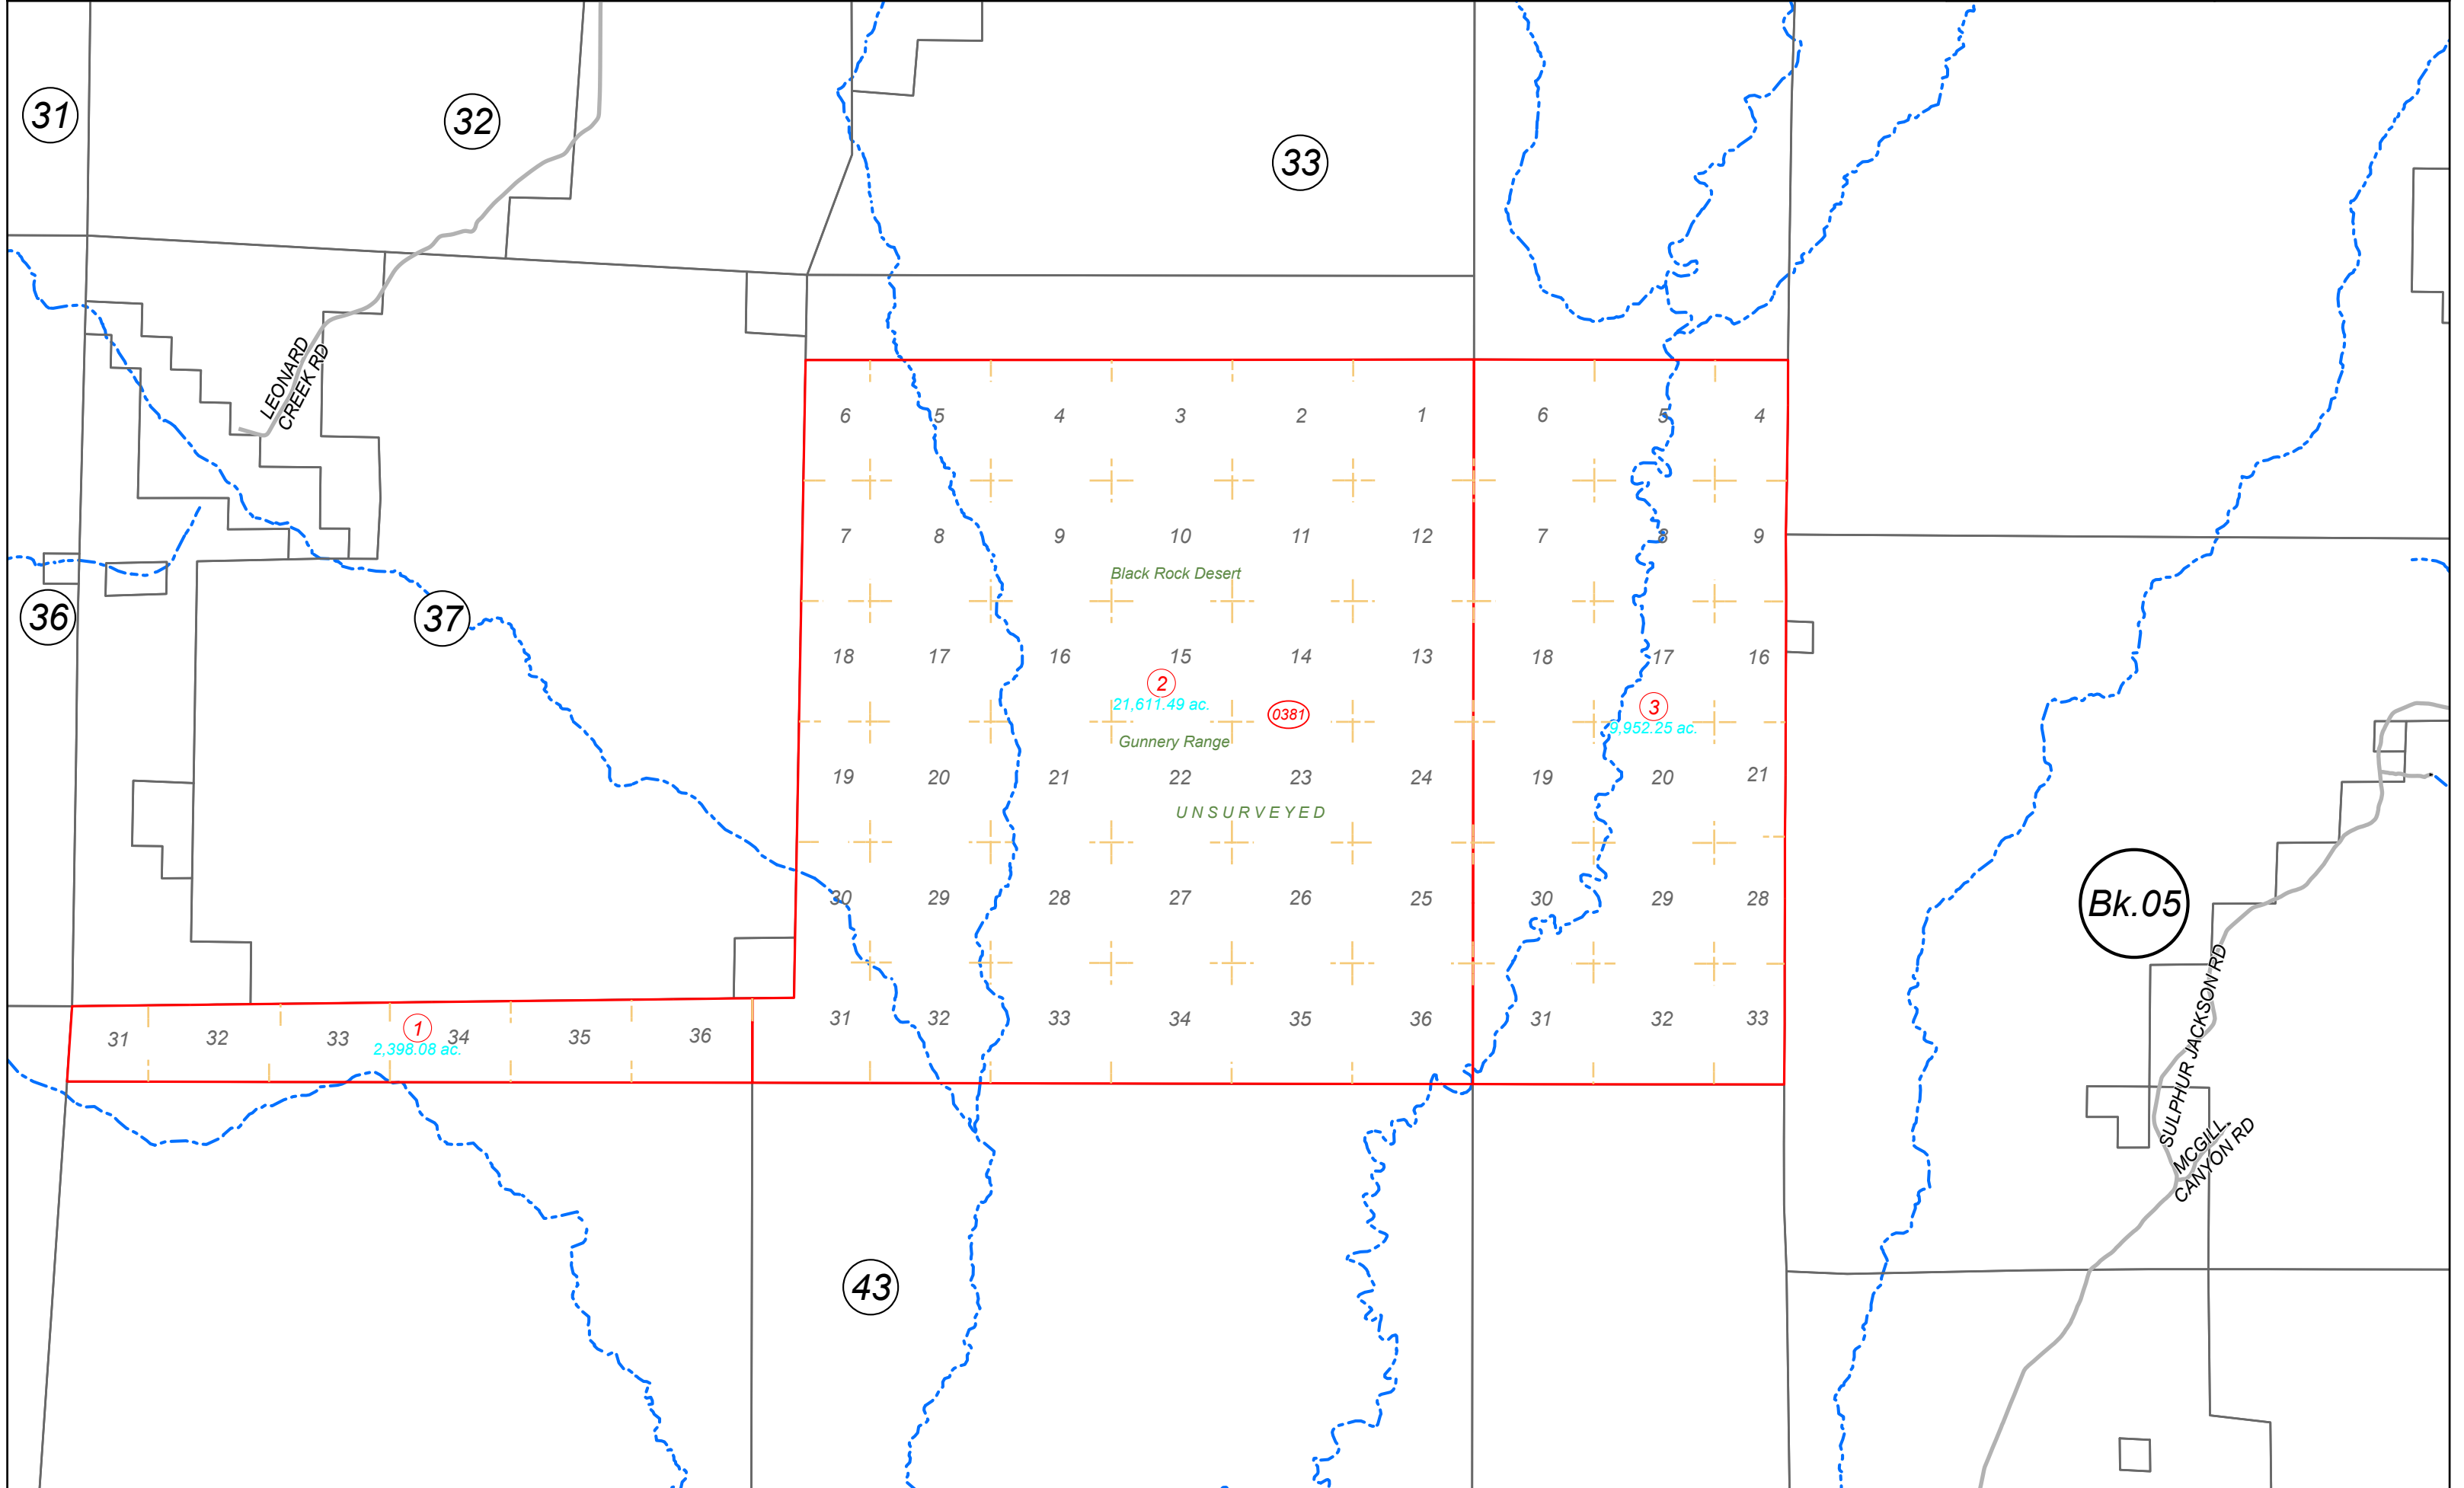 31
32
33
LEONARD
CREEK RD
6 5 4 3 2 1 6 5 4
7 8 9 10 11 12 7 8 9
Black Rock Desert
36
37
18 17 16 15 14 13 18 17 16
2
21,611.49 ac.
0381
3
9,952.25 ac.
Gunnery Range
19 20 21 22 23 24 19 20 21
UNSURVEYED
30 29 28 27 26 25 30 29 28
Bk.05
31 32 33 34 35 36 31 32 33
31 32 33 1 34 35 36
2,398.08 ac.
SULPHUR JACKSON RD
MCGILL
CANYON RD
43